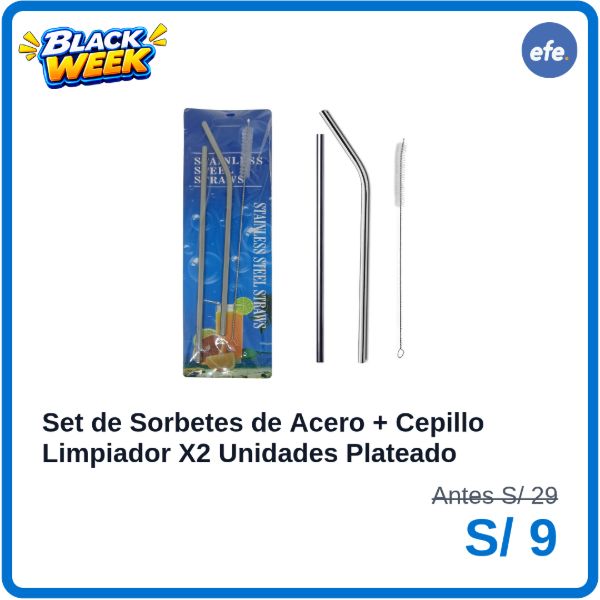 BLACK
WEEK
efe.
STAINLESS
STEEL
STRAWS
STAINLESS STEEL STRAWS
Set de Sorbetes de Acero + Cepillo
Limpiador X2 Unidades Plateado
Antes S/ 29
S/ 9